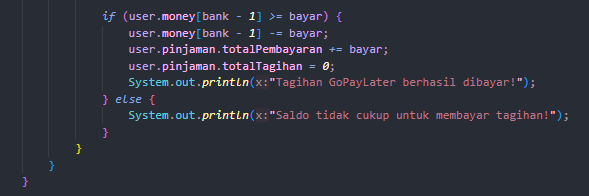 if (user.money[bank - 1] >= bayar) {
user.money[bank - 1] -= bayar;
user.pinjaman.totalPembayaran += bayar;
user.pinjaman.totalTagihan = 0;
System.out.println(x:"Tagihan GoPayLater berhasil dibayar!");
} else {
System.out.println(x:"Saldo tidak cukup untuk membayar tagihan!");
}
}
}
}